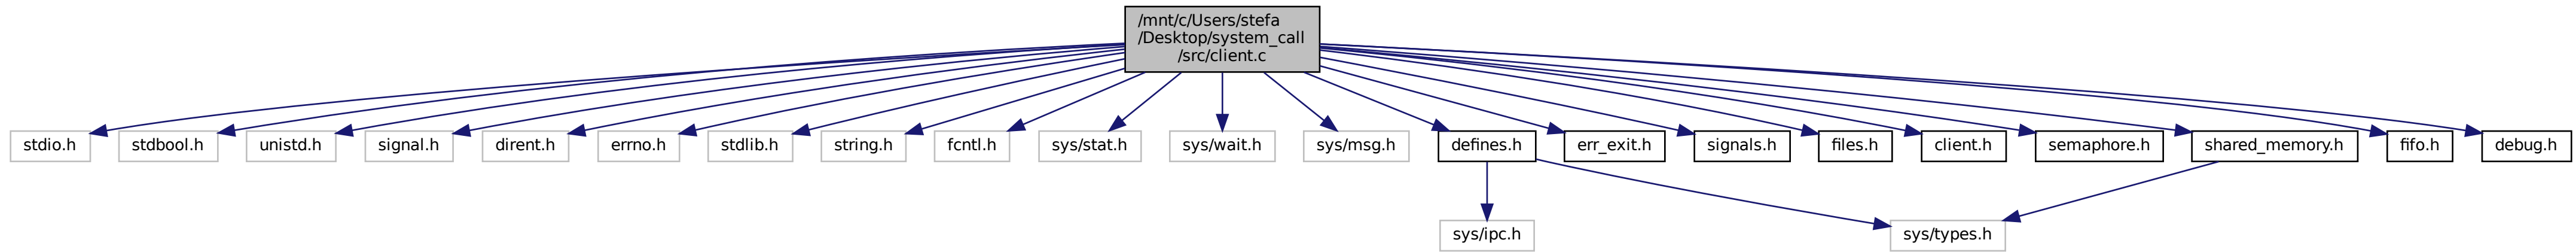 /mnt/c/Users/stefa
/Desktop/system_call
/src/client.c
stdio.h
stdbool.h
unistd.h
signal.h
dirent.h
errno.h
stdlib.h
string.h
fcntl.h
sys/stat.h
sys/wait.h
sys/msg.h
defines.h
err_exit.h
signals.h
files.h
client.h
semaphore.h
shared_memory.h
fifo.h
debug.h
sys/ipc.h
sys/types.h